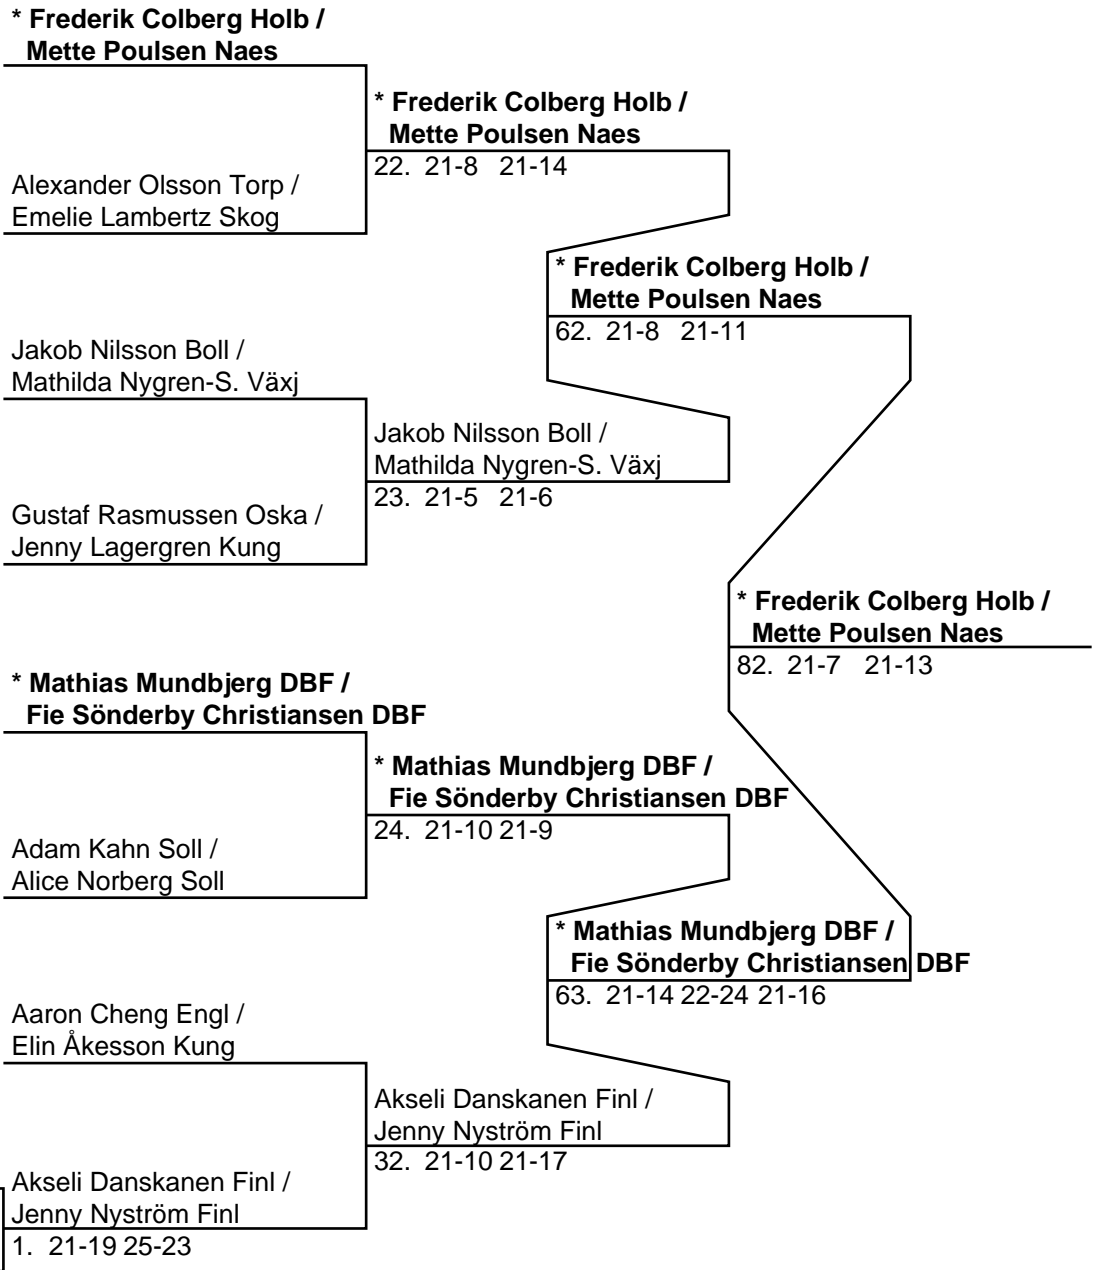 * Frederik Colberg Holb /
Mette Poulsen Naes
* Frederik Colberg Holb /
Mette Poulsen Naes
22. 21-8 21-14
Alexander Olsson Torp /
Emelie Lambertz Skog
* Frederik Colberg Holb /
Mette Poulsen Naes
62. 21-8 21-11
Jakob Nilsson Boll /
Mathilda Nygren-S. Växj
Jakob Nilsson Boll /
Mathilda Nygren-S. Växj
23. 21-5 21-6
Gustaf Rasmussen Oska /
Jenny Lagergren Kung
* Frederik Colberg Holb /
Mette Poulsen Naes
82. 21-7 21-13
* Mathias Mundbjerg DBF /
Fie Sönderby Christiansen DBF
* Mathias Mundbjerg DBF /
Fie Sönderby Christiansen DBF
24. 21-10 21-9
Adam Kahn Soll /
Alice Norberg Soll
* Mathias Mundbjerg DBF /
Fie Sönderby Christiansen DBF
63. 21-14 22-24 21-16
Aaron Cheng Engl /
Elin Åkesson Kung
Akseli Danskanen Finl /
Jenny Nyström Finl
32. 21-10 21-17
Akseli Danskanen Finl /
Jenny Nyström Finl
1. 21-19 25-23